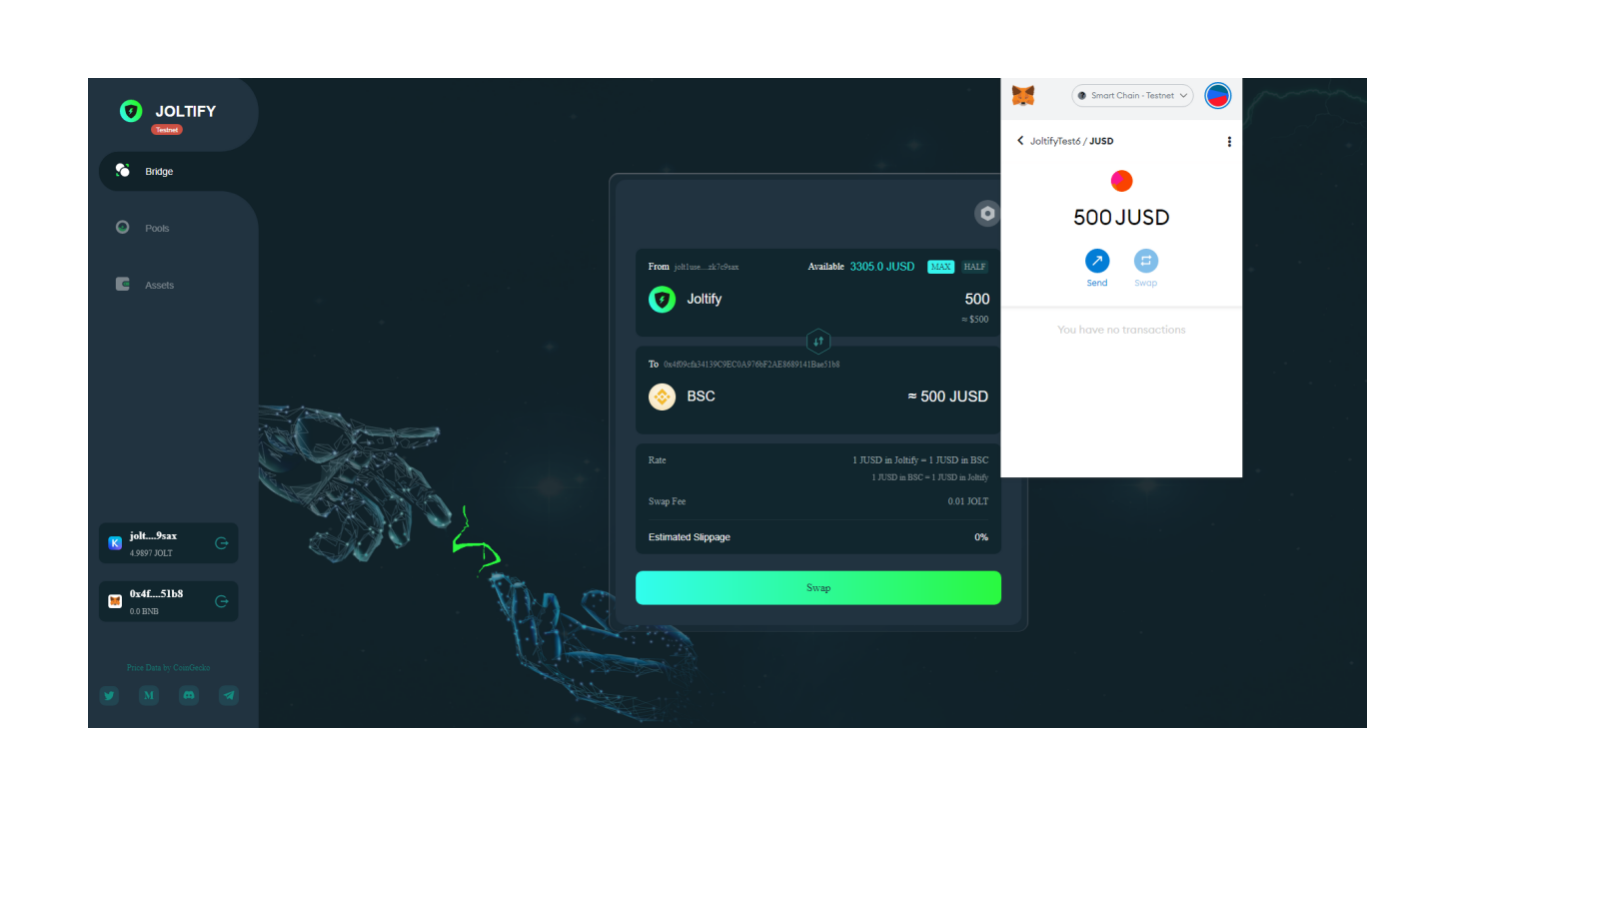 JOLTIFY
Testnet
Bridge
Pools
Assets
jolt....9sax
4.9897 JOLT
0x4f....51b8
0.0 BNB
Price Data by CoinGecko
From jolt1use....zk7c9sax
Available 3305.0 JUSD MAX HALF
Joltify
500
≈ $500
To
BSC
≈ 500 JUSD
Rate
1 JUSD in Joltify = 1 JUSD in BSC
1 JUSD in BSC = 1 JUSD in Joltify
Swap Fee
0.01 JOLT
Estimated Slippage
0%
Swap
Smart Chain - Testnet
JoltifyTest6 / JUSD
500 JUSD
Send
Swap
You have no transactions